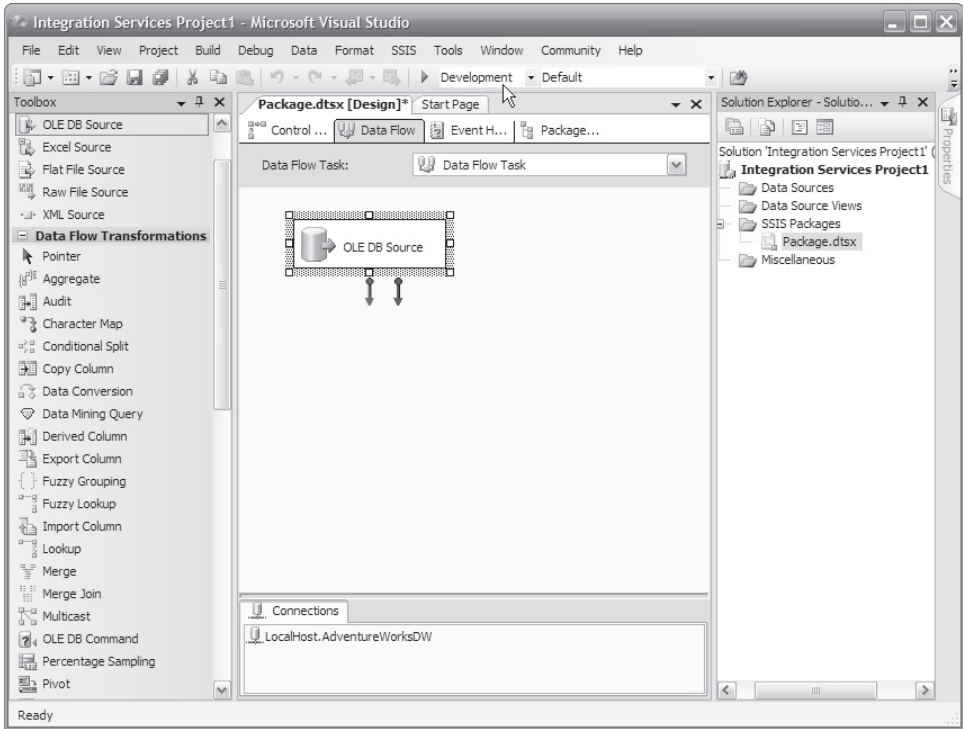 Integration Services Project1 - Microsoft Visual Studio
File Edit View Project Build Debug Data Format SSIS Tools Window Community Help
Development Default
Toolbox
OLE DB Source
Excel Source
Flat File Source
Raw File Source
XML Source
Data Flow Transformations
Pointer
Aggregate
Audit
Character Map
Conditional Split
Copy Column
Data Conversion
Data Mining Query
Derived Column
Export Column
Fuzzy Grouping
Fuzzy Lookup
Import Column
Lookup
Merge
Merge Join
Multicast
OLE DB Command
Percentage Sampling
Pivot
Package.dtsx [Design]* Start Page
Control ... Data Flow Event H... Package...
Data Flow Task: Data Flow Task
OLE DB Source
Connections
LocalHost.AdventureWorksDW
Solution Explorer - Solutio...
Solution 'Integration Services Project1' (
Integration Services Project1
Data Sources
Data Source Views
SSIS Packages
Package.dtsx
Miscellaneous
Properties
Ready